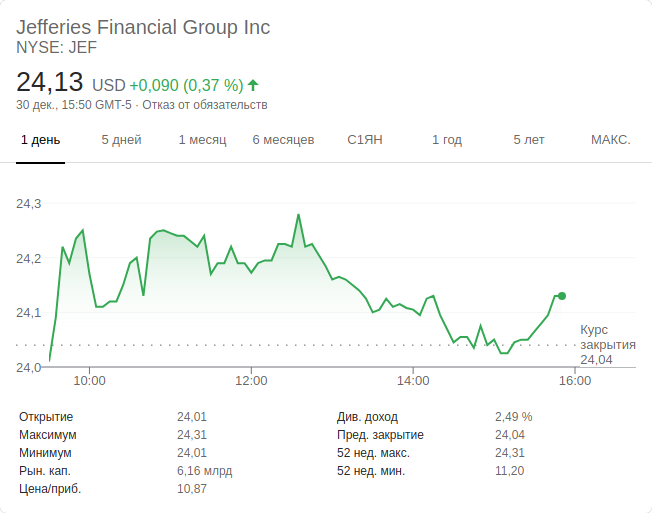 Jefferies Financial Group Inc
NYSE: JEF
24,13 USD +0,090 (0,37 %)
30 дек., 15:50 GMT-5 · Отказ от обязательств
1 день 5 дней 1 месяц 6 месяцев С1ЯН 1 год 5 лет МАКС.
24,3
24,2
24,1
24,0
Курс
закрытия
24,04
10:00 12:00 14:00 16:00
Открытие 24,01 Див. доход 2,49 %
Максимум 24,31 Пред. закрытие 24,04
Минимум 24,01 52 нед. макс. 24,31
Рын. кап. 6,16 млрд 52 нед. мин. 11,20
Цена/приб. 10,87